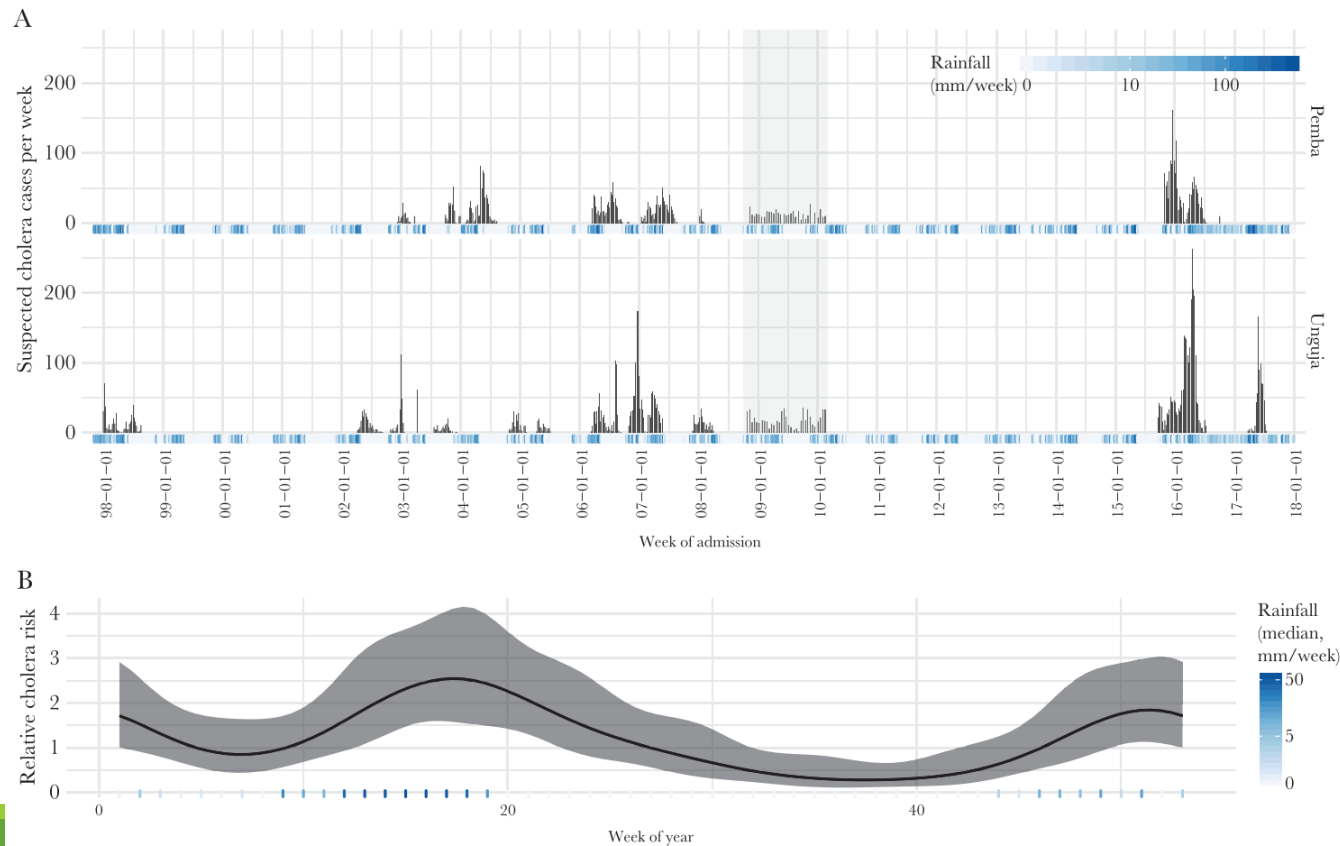 A
Suspected cholera cases per week
200
100
0
Rainfall
(mm/week) 0 10 100
Pemba
200
100
0
Unguja
98−01−01
99−01−01
00−01−01
01−01−01
02−01−01
03−01−01
04−01−01
05−01−01
06−01−01
07−01−01
08−01−01
09−01−01
10−01−01
11−01−01
12−01−01
13−01−01
14−01−01
15−01−01
16−01−01
17−01−01
18−01−01
Week of admission
B
Relative cholera risk
4
3
2
1
0
0 20 40
Week of year
Rainfall
(median,
mm/week)
50
5
0